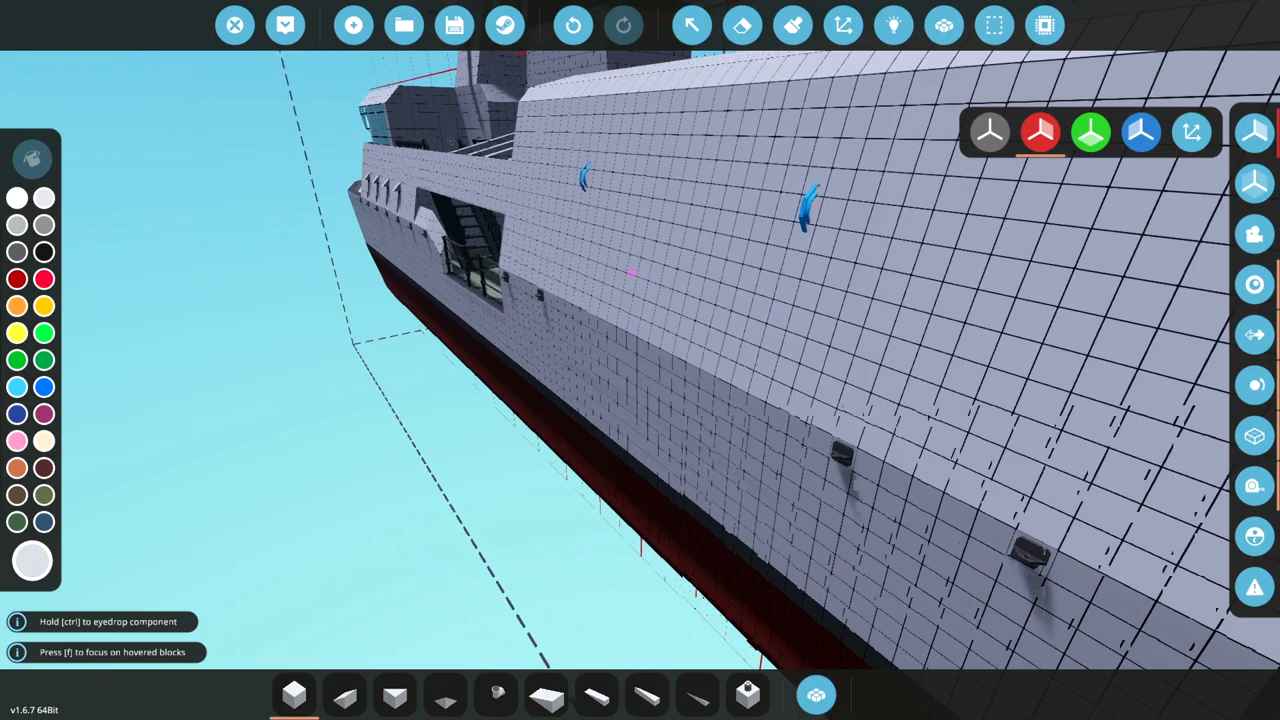 Hold [ctrl] to eyedrop component
Press [f] to focus on hovered blocks
v1.6.7 64Bit